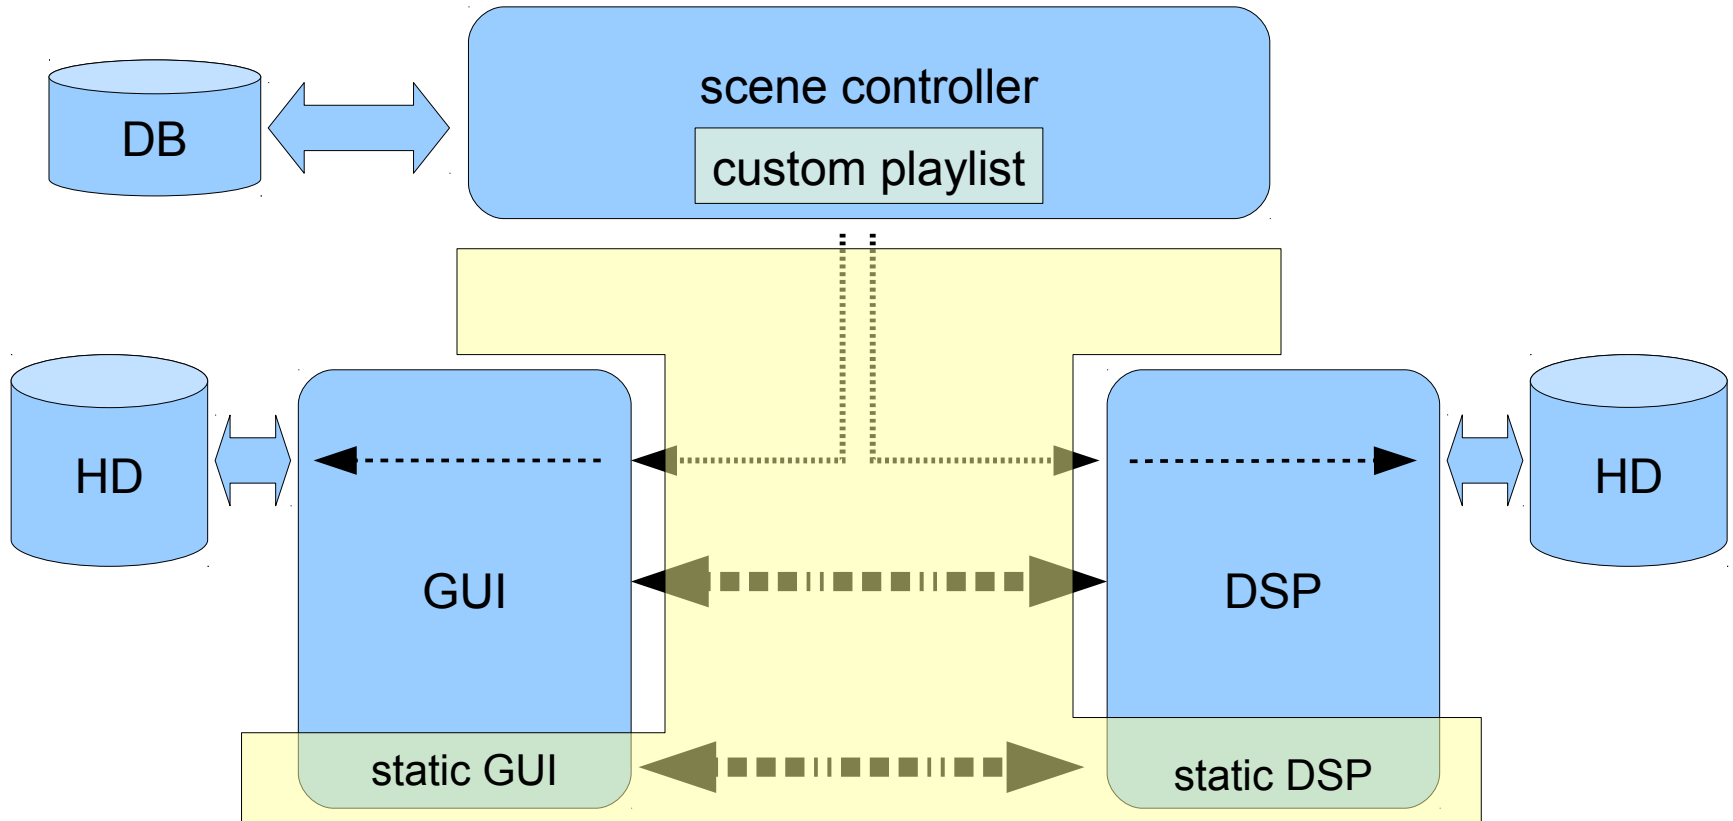 scene controller
DB
custom playlist
HD
HD
GUI
DSP
static GUI
static DSP